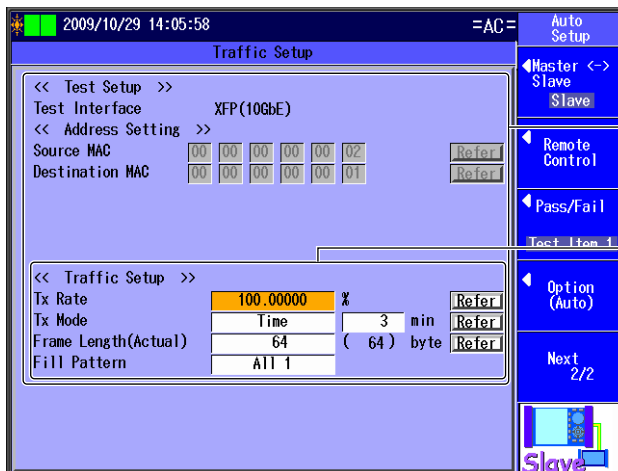 2009/10/29 14:05:58
=AC=
Traffic Setup
<< Test Setup >>
Test Interface XFP(10GbE)
<< Address Setting >>
Source MAC 00 00 00 00 00 02 Refer
Destination MAC 00 00 00 00 00 01 Refer
<< Traffic Setup >>
Tx Rate 100.00000 % Refer
Tx Mode Time 3 min Refer
Frame Length(Actual) 64 ( 64) byte Refer
Fill Pattern All 1
Auto
Setup
Master <->
Slave
Slave
Remote
Control
Pass/Fail
Test Item 1
Option
(Auto)
Next
2/2
Slave